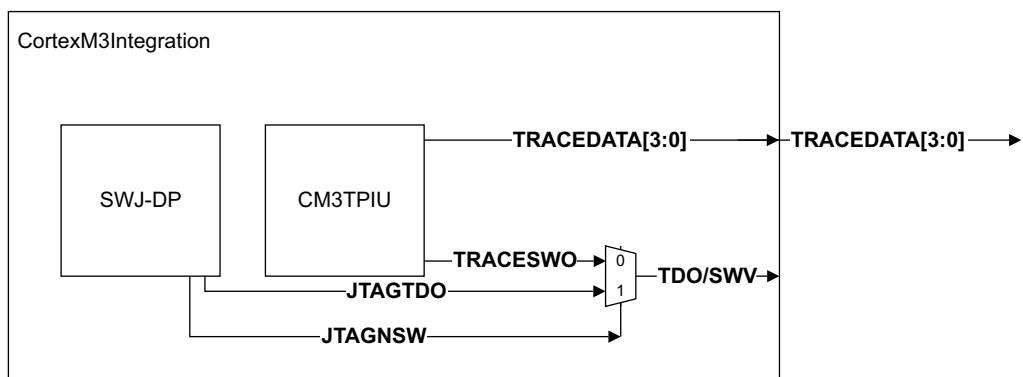 CortexM3Integration
TRACEDATA[3:0]
TRACEDATA[3:0]
SWJ-DP
CM3TPIU
TRACESWO
0
TDO/SWV
JTAGTDO
1
JTAGNSW